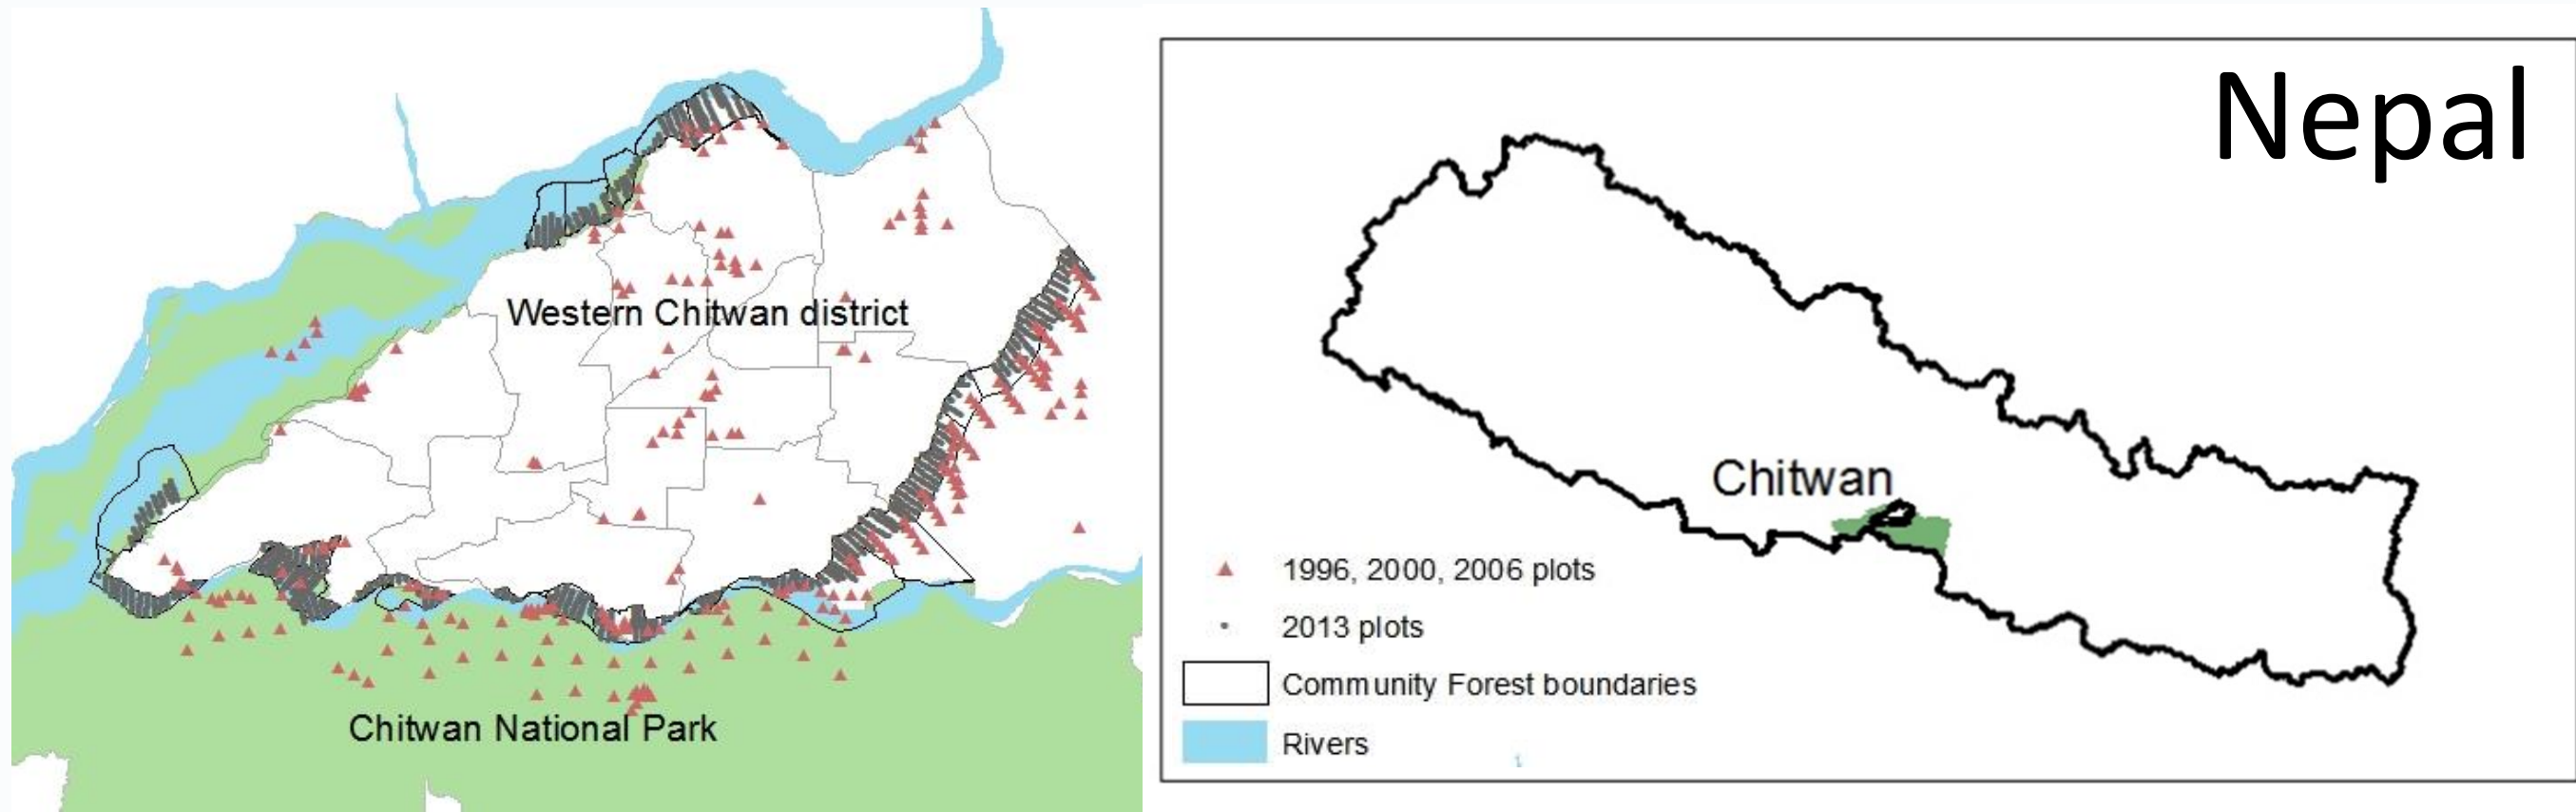 Western Chitwan district
Chitwan National Park
Nepal
Chitwan
1996, 2000, 2006 plots
2013 plots
Community Forest boundaries
Rivers